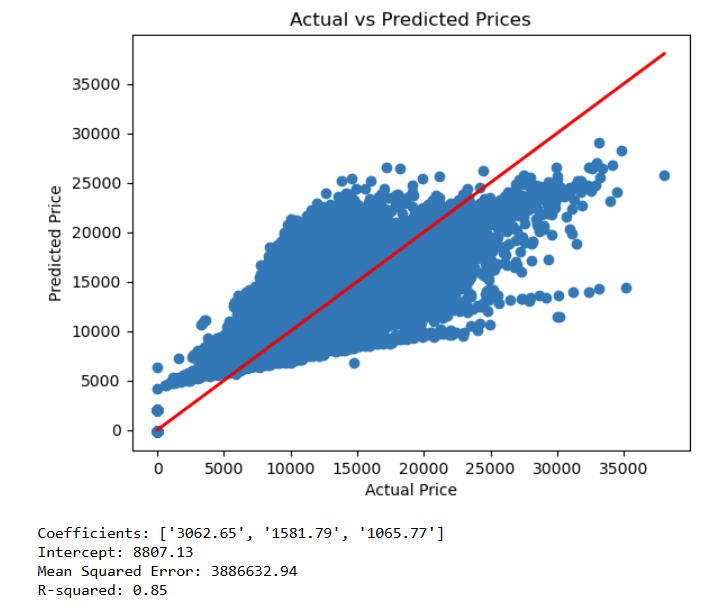 Actual vs Predicted Prices
35000
30000
25000
20000
15000
10000
5000
0
Predicted Price
0 5000 10000 15000 20000 25000 30000 35000
Actual Price
Coefficients: ['3062.65', '1581.79', '1065.77']
Intercept: 8807.13
Mean Squared Error: 3886632.94
R-squared: 0.85